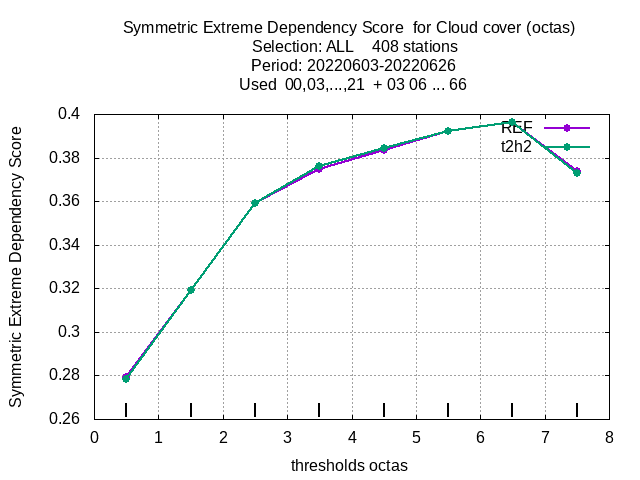 Symmetric Extreme Dependency Score  for Cloud cover (octas)
Selection: ALL    408 stations
Period: 20220603-20220626
Used  00,03,...,21  + 03 06 ... 66
Symmetric Extreme Dependency Score
0.4
0.38
0.36
0.34
0.32
0.3
0.28
0.26
REF
t2h2
0 1 2 3 4 5 6 7 8
thresholds octas